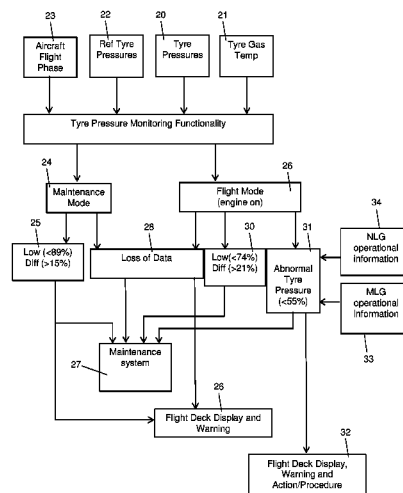 23
22
20
21
Aircraft
Flight
Phase
Ref Tyre
Pressures
Tyre
Pressures
Tyre Gas
Temp
Tyre Pressure Monitoring Functionality
24
26
Maintenance
Mode
Flight Mode
(engine on)
34
25
28
30
31
NLG
operational
information
Low (<89%)
Diff (>15%)
Loss of Data
Low(<74%)
Diff (>21%)
Abnormal
Tyre
Pressure
(<55%)
MLG
operational
Information
33
Maintenance
system
27
26
Flight Deck Display and
Warning
32
Flight Deck Display,
Warning and
Action/Procedure